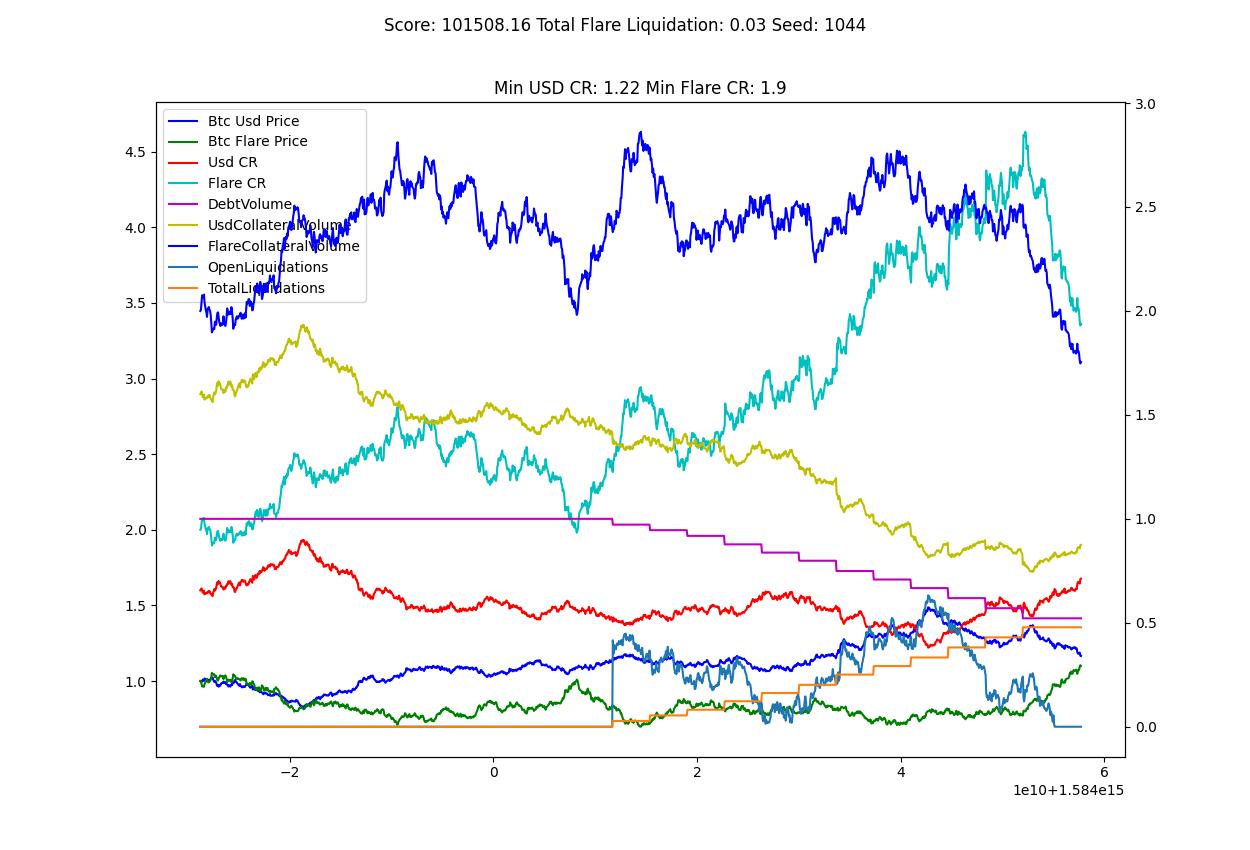 Score: 101508.16 Total Flare Liquidation: 0.03 Seed: 1044
Min USD CR: 1.22 Min Flare CR: 1.9
Btc Usd Price
Btc Flare Price
Usd CR
Flare CR
DebtVolume
UsdCollateralVolume
FlareCollateralVolume
OpenLiquidations
TotalLiquidations
4.5
4.0
3.5
3.0
2.5
2.0
1.5
1.0
3.0
2.5
2.0
1.5
1.0
0.5
0.0
−2
0
2
4
6
1e10+1.584e15